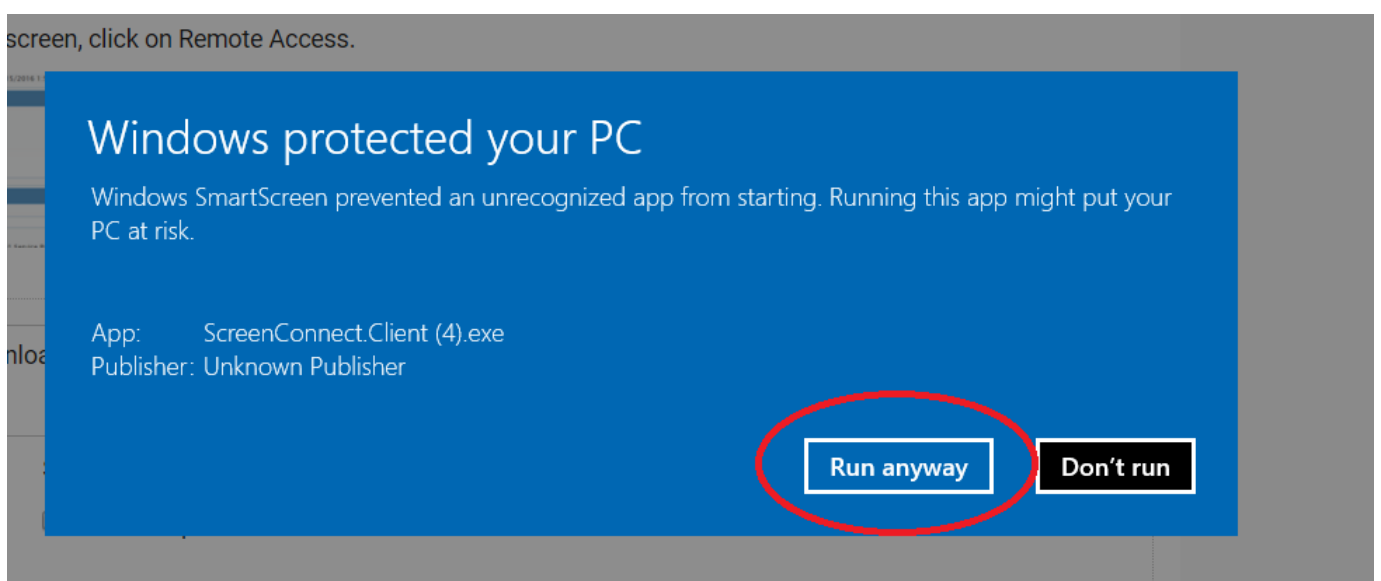 screen, click on Remote Access.
Windows protected your PC
Windows SmartScreen prevented an unrecognized app from starting. Running this app might put your
PC at risk.
App: ScreenConnect.Client (4).exe
Publisher: Unknown Publisher
Run anyway Don't run